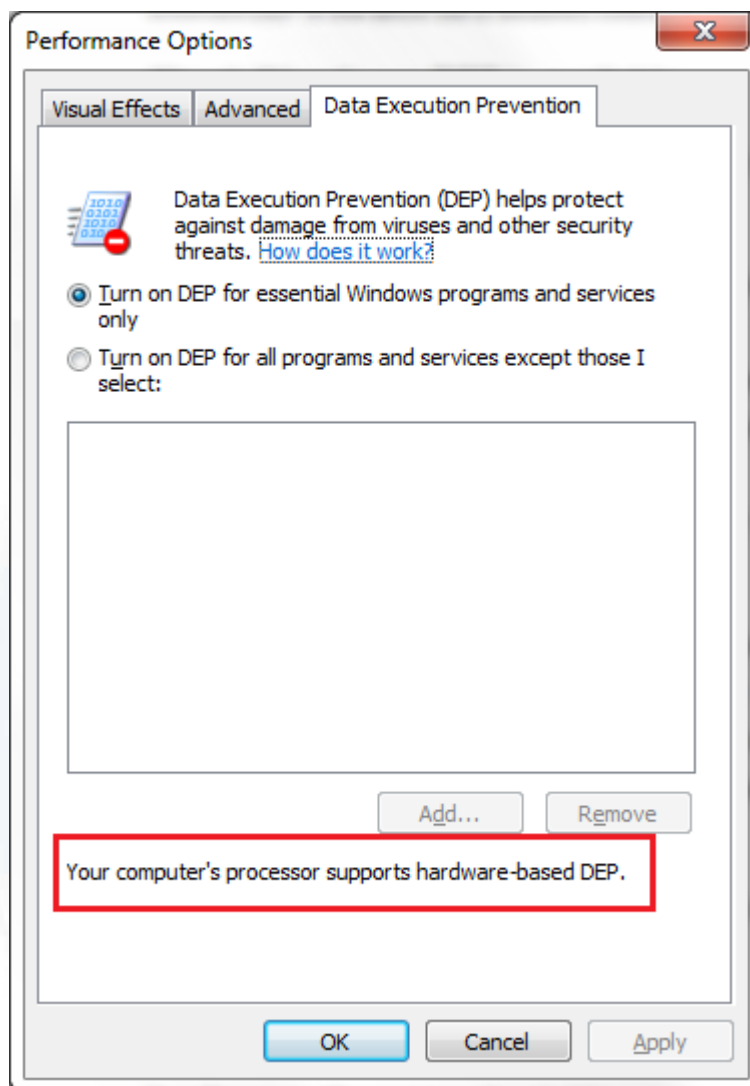 Performance Options
Visual Effects
Advanced
Data Execution Prevention
Data Execution Prevention (DEP) helps protect
against damage from viruses and other security
threats. How does it work?
Turn on DEP for essential Windows programs and services
only
Turn on DEP for all programs and services except those I
select:
Add...
Remove
Your computer's processor supports hardware-based DEP.
OK
Cancel
Apply